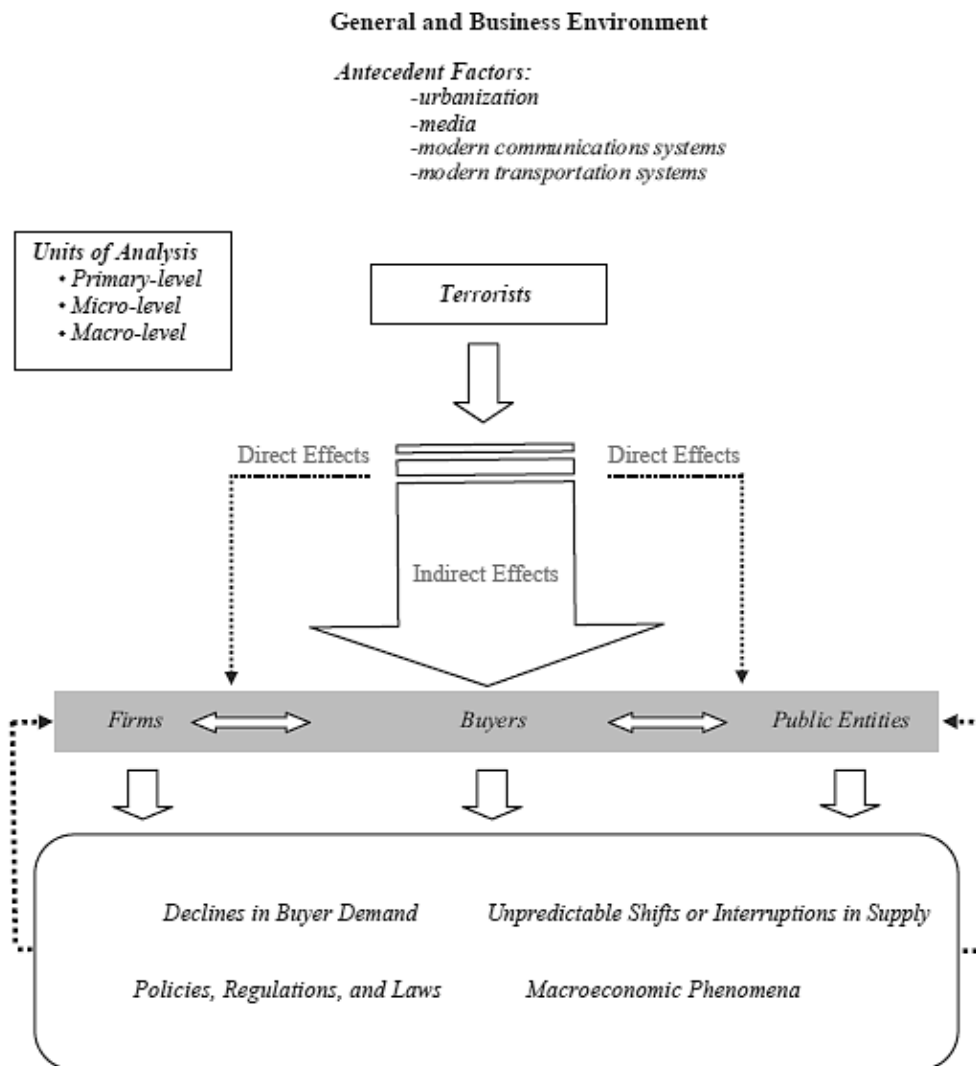 General and Business Environment
Antecedent Factors:
-urbanization
-media
-modern communications systems
-modern transportation systems
Units of Analysis
• Primary-level
• Micro-level
• Macro-level
Terrorists
Direct Effects
Direct Effects
Indirect Effects
Firms
Buyers
Public Entities
Declines in Buyer Demand
Unpredictable Shifts or Interruptions in Supply
Policies, Regulations, and Laws
Macroeconomic Phenomena